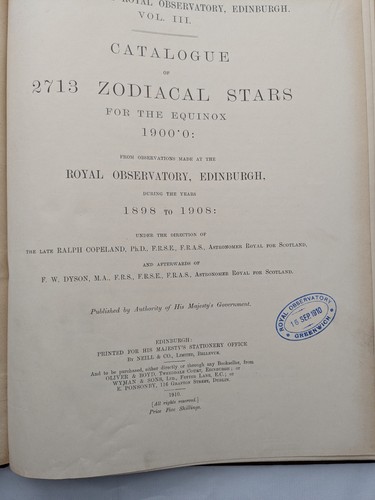 ROYAL OBSERVATORY, EDINBURGH.
VOL. III.
CATALOGUE
OF
2713 ZODIACAL STARS
FOR THE EQUINOX
1900·0:
FROM OBSERVATIONS MADE AT THE
ROYAL OBSERVATORY, EDINBURGH,
DURING THE YEARS
1898 TO 1908:
UNDER THE DIRECTION OF
THE LATE RALPH COPELAND, Ph.D., F.R.S.E., F.R.A.S., ASTRONOMER ROYAL FOR SCOTLAND,
AND AFTERWARDS OF
F. W. DYSON, M.A., F.R.S., F.R.S.E., F.R.A.S., ASTRONOMER ROYAL FOR SCOTLAND.
Published by Authority of His Majesty's Government.
ROYAL OBSERVATORY
16 SEP. 1910
GREENWICH
EDINBURGH:
PRINTED FOR HIS MAJESTY'S STATIONERY OFFICE
BY NEILL & CO., LIMITED, BELLEVUE.
And to be purchased, either directly or through any Bookseller, from
OLIVER & BOYD, TWEEDDALE COURT, EDINBURGH; or
WYMAN & SONS, LTD., FETTER LANE, E.C.; or
E. PONSONBY, 116 GRAFTON STREET, DUBLIN.
1910.
(All rights reserved.)
Price Five Shillings.